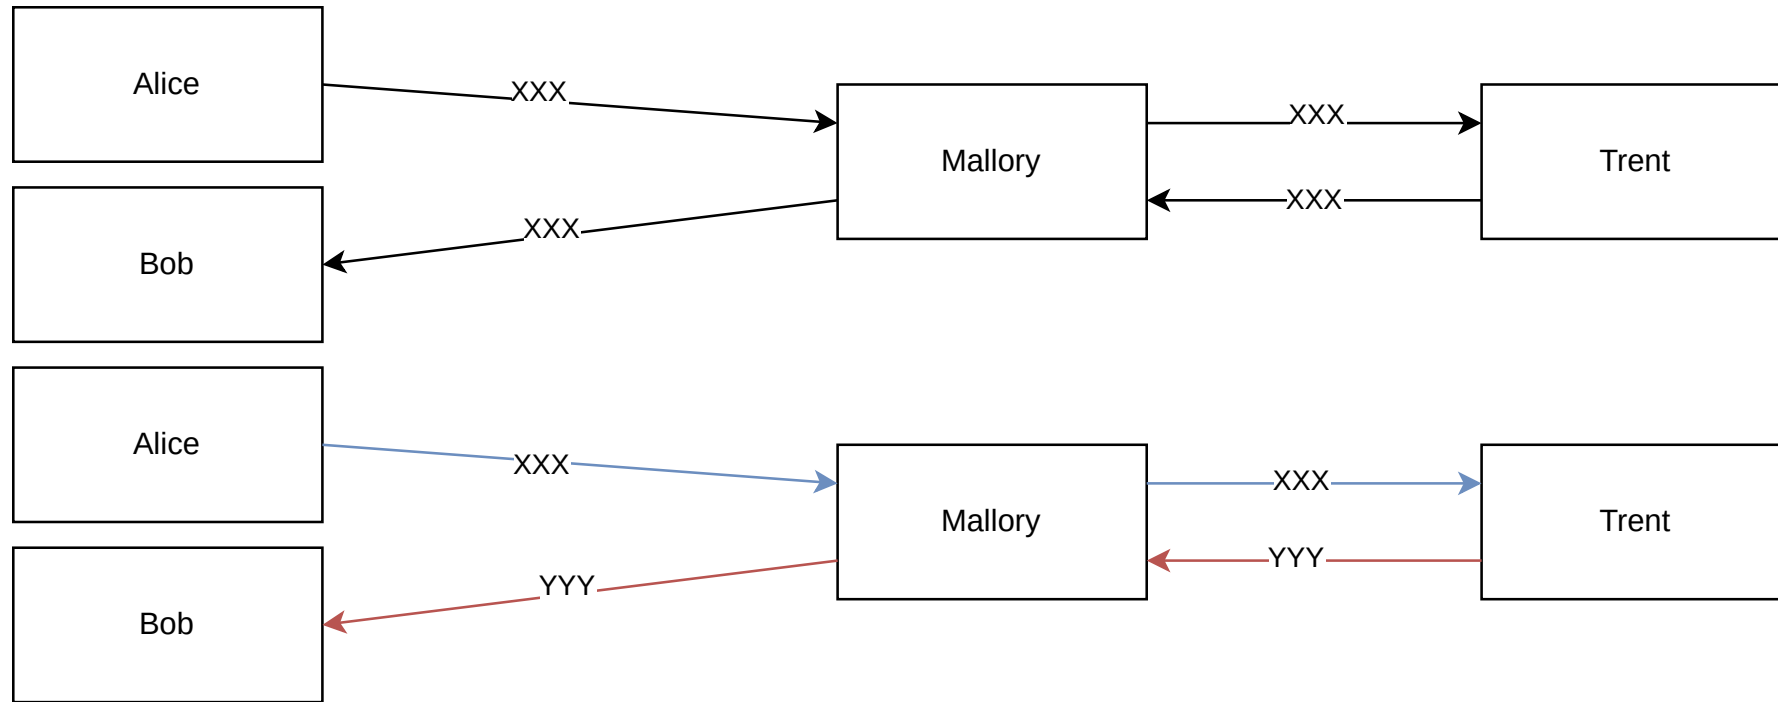 Alice
XXX
Mallory
XXX
Trent
XXX
XXX
Bob
Alice
XXX
Mallory
XXX
Trent
YYY
YYY
Bob